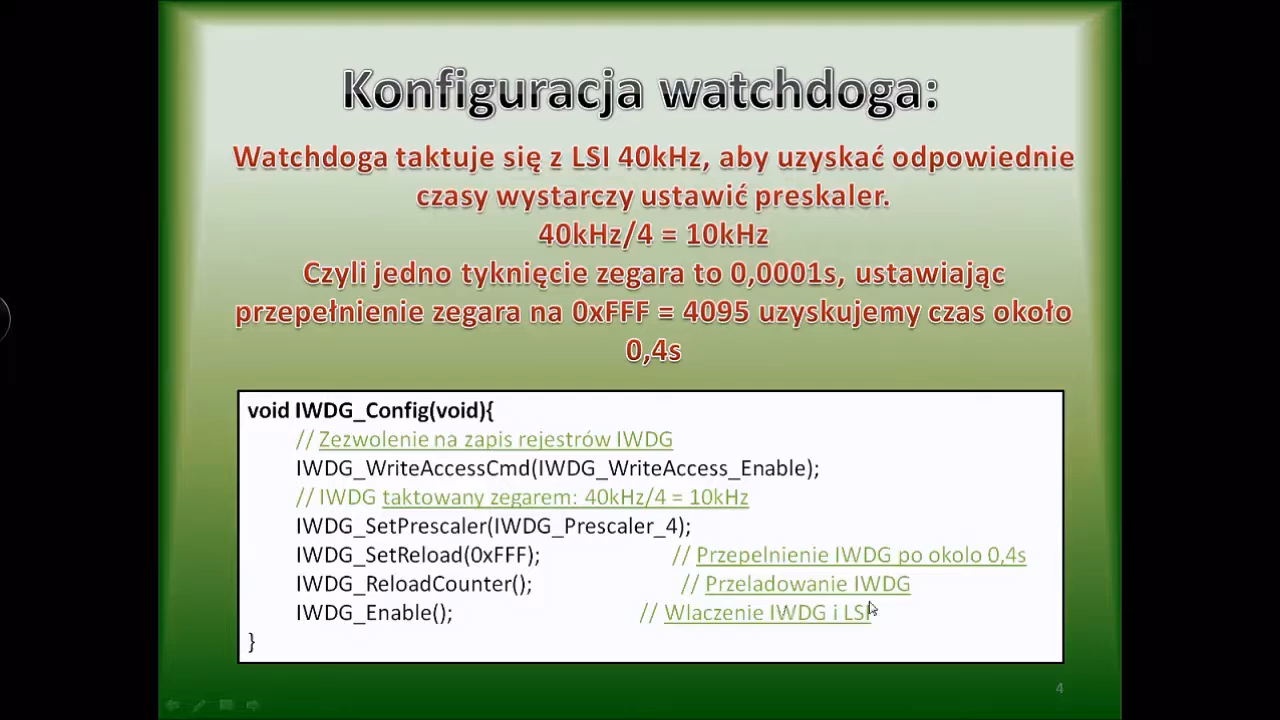 Konfiguracja watchdoga:
Watchdoga taktuje się z LSI 40kHz, aby uzyskać odpowiednie
czasy wystarczy ustawić preskaler.
40kHz/4 = 10kHz
Czyli jedno tyknięcie zegara to 0,0001s, ustawiając
przepełnienie zegara na 0xFFF = 4095 uzyskujemy czas około
0,4s
void IWDG_Config(void){
// Zezwolenie na zapis rejestrów IWDG
IWDG_WriteAccessCmd(IWDG_WriteAccess_Enable);
// IWDG taktowany zegarem: 40kHz/4 = 10kHz
IWDG_SetPrescaler(IWDG_Prescaler_4);
IWDG_SetReload(0xFFF); // Przepelnienie IWDG po okolo 0,4s
IWDG_ReloadCounter(); // Przeladowanie IWDG
IWDG_Enable(); // Wlaczenie IWDG i LSI
}
4